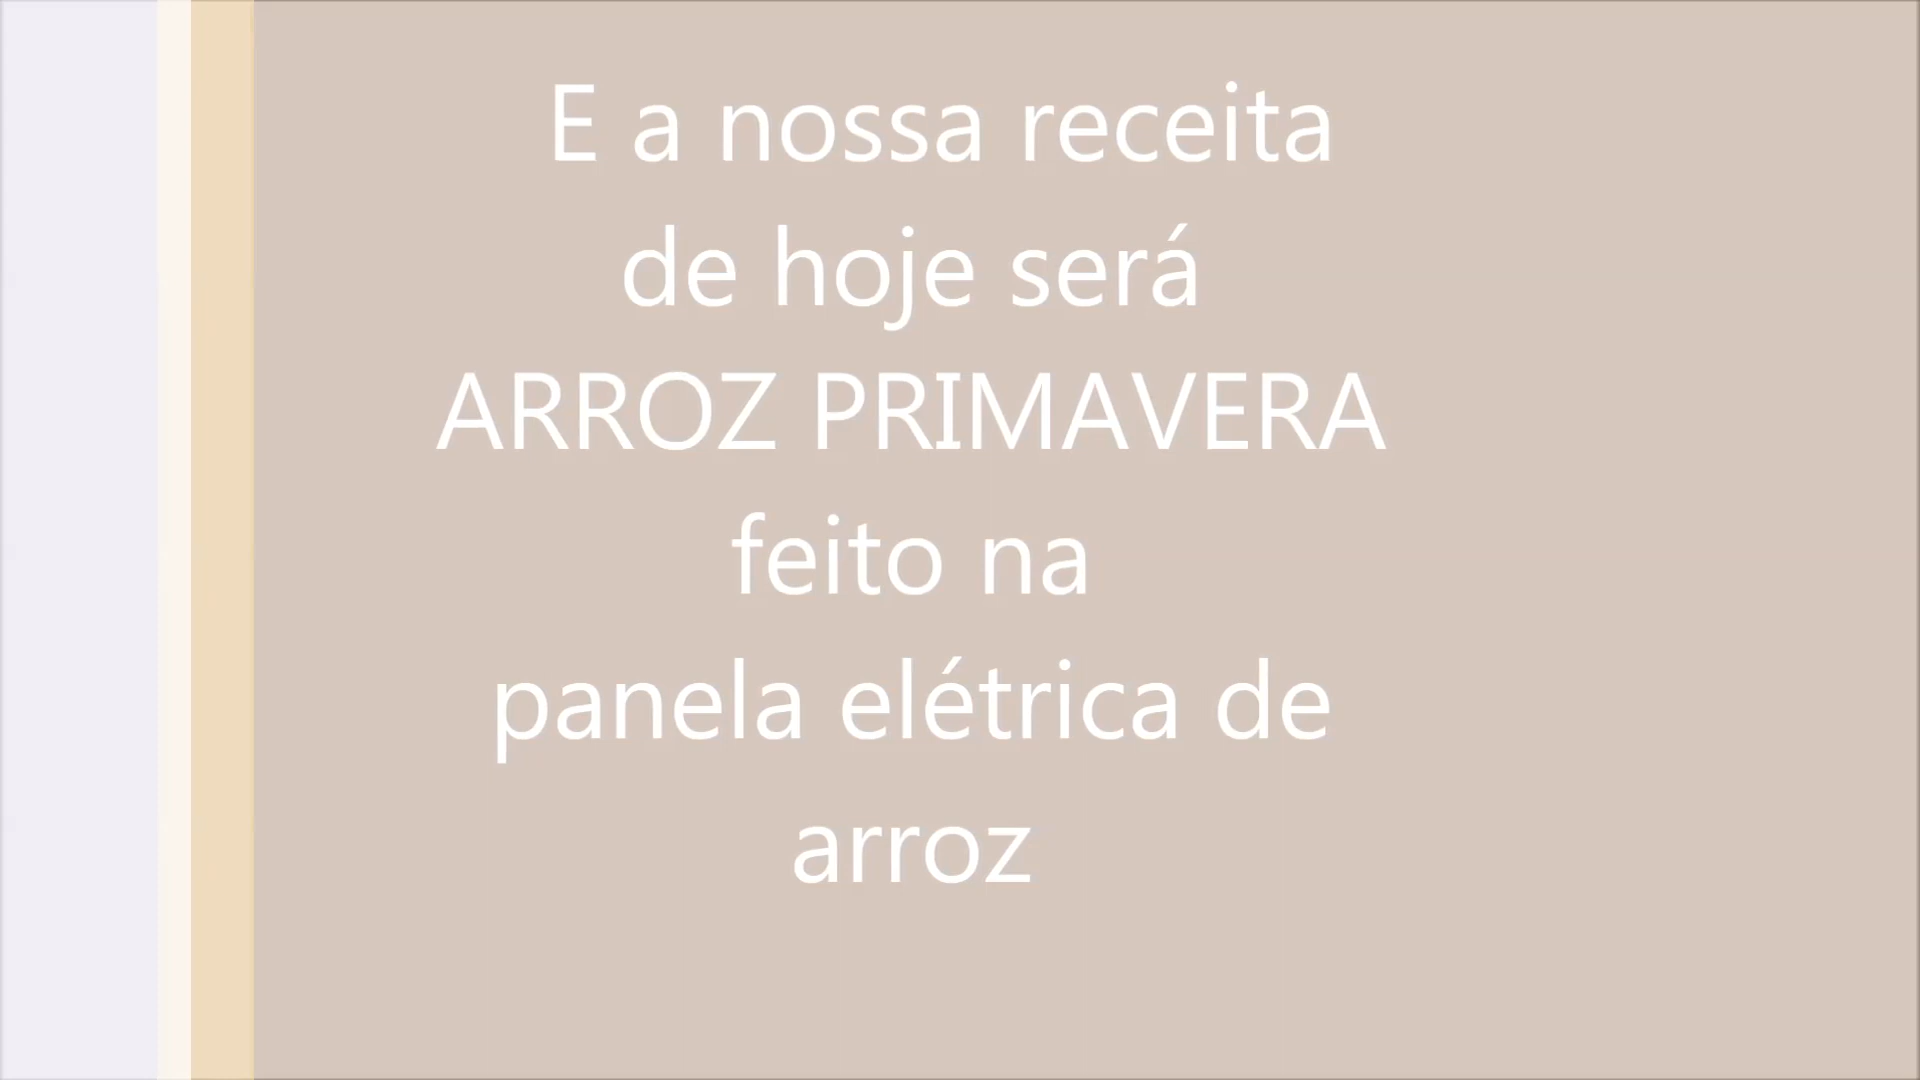 E a nossa receita
de hoje será
ARROZ PRIMAVERA
feito na
panela elétrica de
arroz